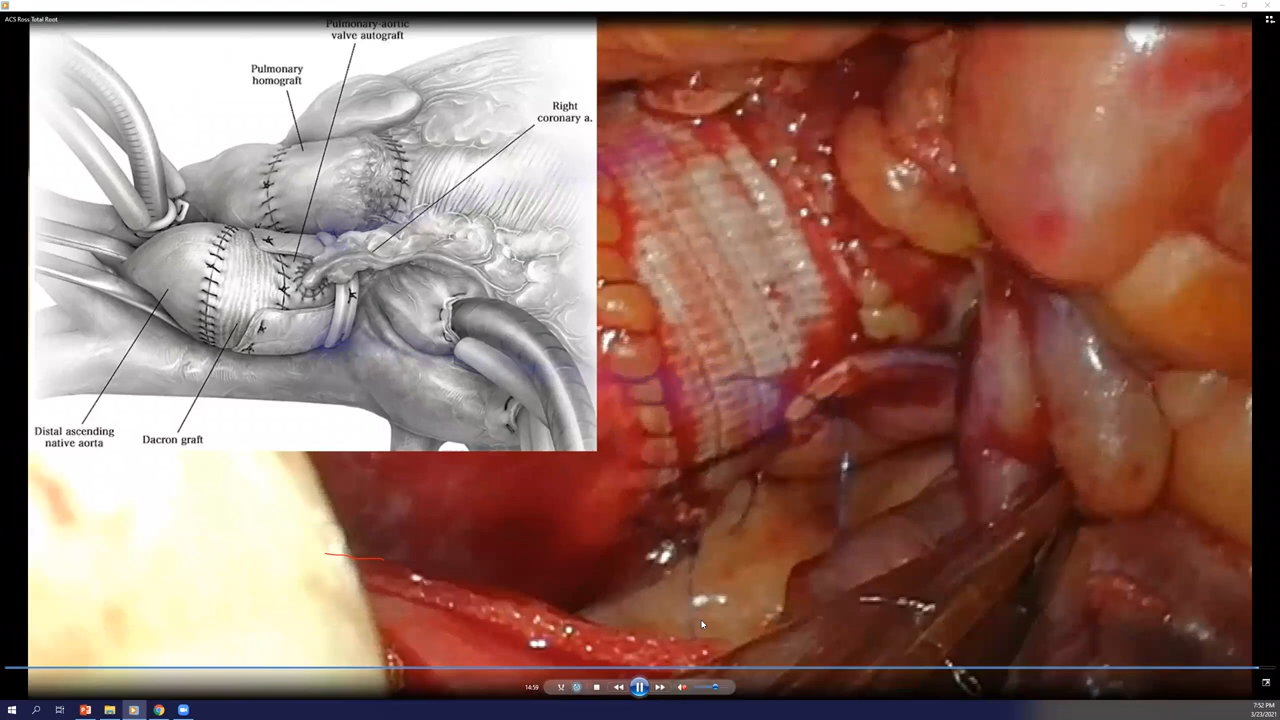 ACS Ross Total Root
Pulmonary-aortic
valve autograft
Pulmonary
homograft
Right
coronary a.
Distal ascending
native aorta
Dacron graft
14:59
7:52 PM
3/23/2021